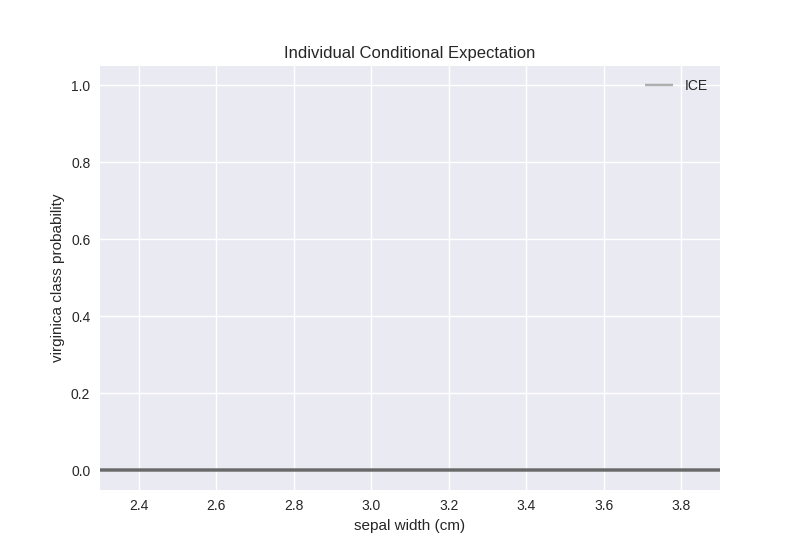 Individual Conditional Expectation
ICE
virginica class probability
1.0
0.8
0.6
0.4
0.2
0.0
2.4 2.6 2.8 3.0 3.2 3.4 3.6 3.8
sepal width (cm)